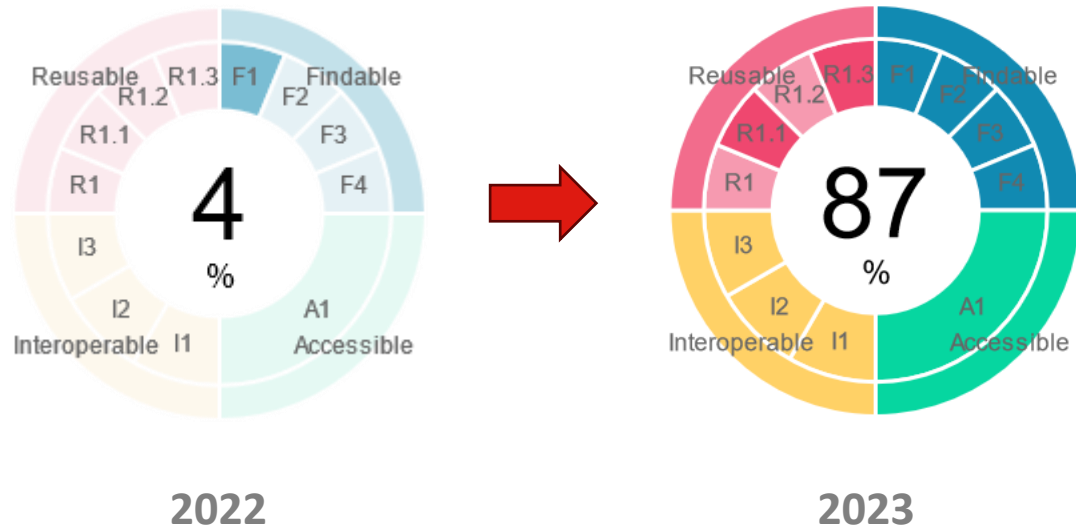 Reusable
R1.3
F1
Findable
R1.2
F2
R1.1
F3
R1
F4
4
%
I3
I2
A1
Interoperable
I1
Accessible
2022
Reusable
R1.3
F1
Findable
R1.2
F2
R1.1
F3
R1
F4
87
%
I3
I2
A1
Interoperable
I1
Accessible
2023